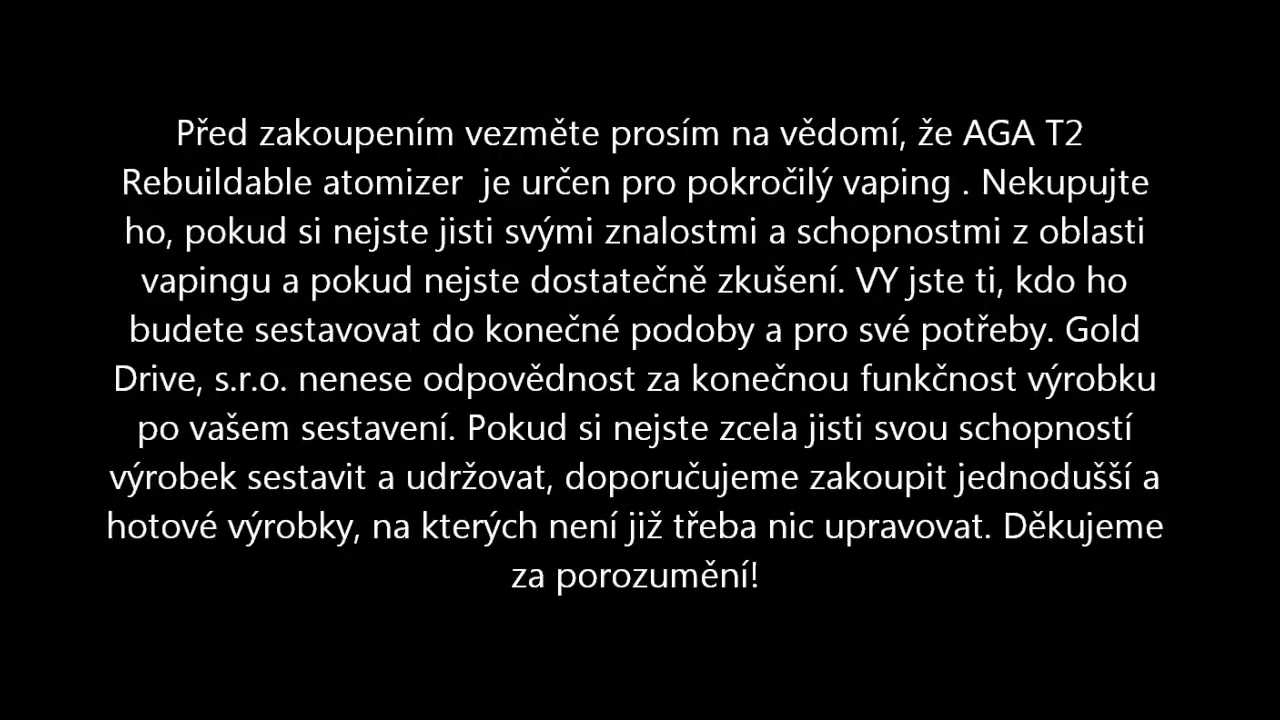 Před zakoupením vezměte prosím na vědomí, že AGA T2
Rebuildable atomizer  je určen pro pokročilý vaping . Nekupujte
ho, pokud si nejste jisti svými znalostmi a schopnostmi z oblasti
vapingu a pokud nejste dostatečně zkušení. VY jste ti, kdo ho
budete sestavovat do konečné podoby a pro své potřeby. Gold
Drive, s.r.o. nenese odpovědnost za konečnou funkčnost výrobku
po vašem sestavení. Pokud si nejste zcela jisti svou schopností
výrobek sestavit a udržovat, doporučujeme zakoupit jednodušší a
hotové výrobky, na kterých není již třeba nic upravovat. Děkujeme
za porozumění!